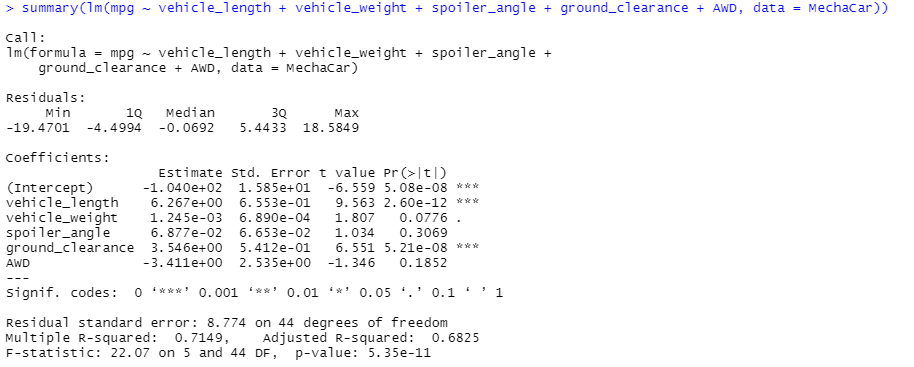 > summary(lm(mpg ~ vehicle_length + vehicle_weight + spoiler_angle + ground_clearance + AWD, data = MechaCar))

Call:
lm(formula = mpg ~ vehicle_length + vehicle_weight + spoiler_angle +
    ground_clearance + AWD, data = MechaCar)

Residuals:
     Min       1Q   Median       3Q      Max
-19.4701  -4.4994  -0.0692   5.4433  18.5849

Coefficients:
                   Estimate Std. Error t value Pr(>|t|)
(Intercept)      -1.040e+02  1.585e+01  -6.559 5.08e-08 ***
vehicle_length    6.267e+00  6.553e-01   9.563 2.60e-12 ***
vehicle_weight    1.245e-03  6.890e-04   1.807   0.0776 .
spoiler_angle     6.877e-02  6.653e-02   1.034   0.3069
ground_clearance  3.546e+00  5.412e-01   6.551 5.21e-08 ***
AWD              -3.411e+00  2.535e+00  -1.346   0.1852
---
Signif. codes:  0 ‘***’ 0.001 ‘**’ 0.01 ‘*’ 0.05 ‘.’ 0.1 ‘ ’ 1

Residual standard error: 8.774 on 44 degrees of freedom
Multiple R-squared:  0.7149,	Adjusted R-squared:  0.6825
F-statistic: 22.07 on 5 and 44 DF,  p-value: 5.35e-11